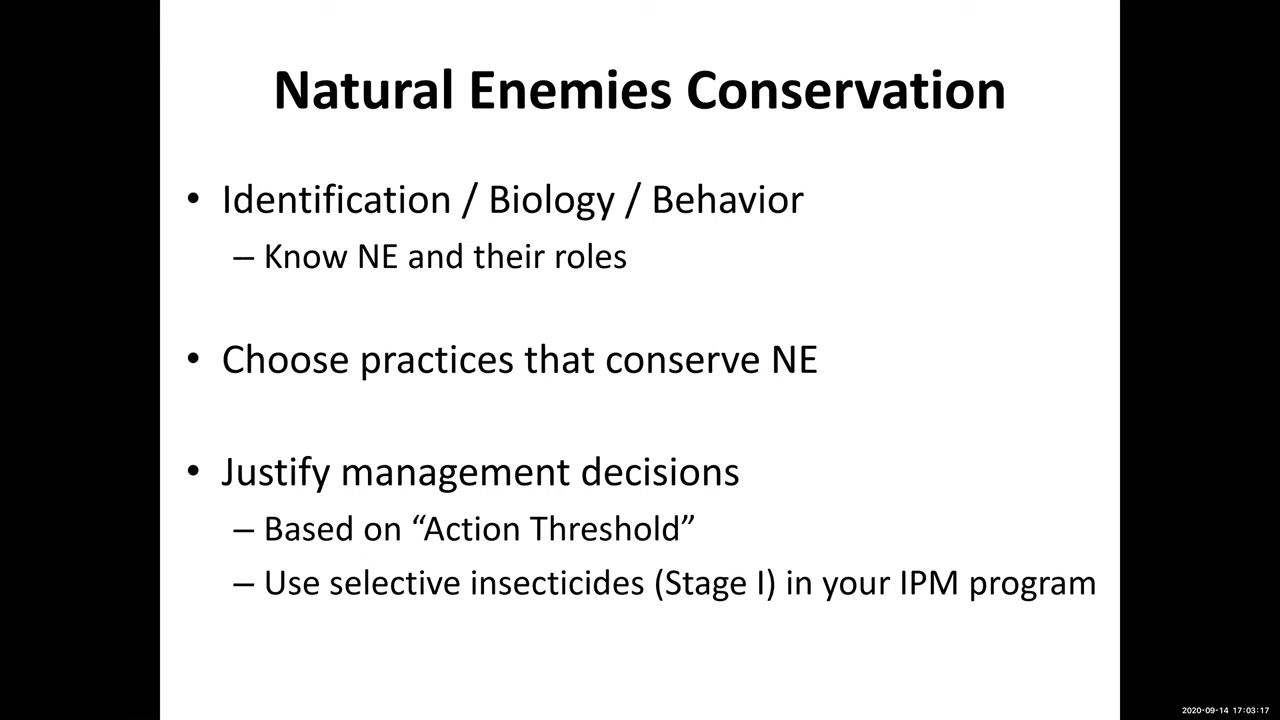 Natural Enemies Conservation
• Identification / Biology / Behavior
– Know NE and their roles
• Choose practices that conserve NE
• Justify management decisions
– Based on “Action Threshold”
– Use selective insecticides (Stage I) in your IPM program
2020-09-14 17:03:17